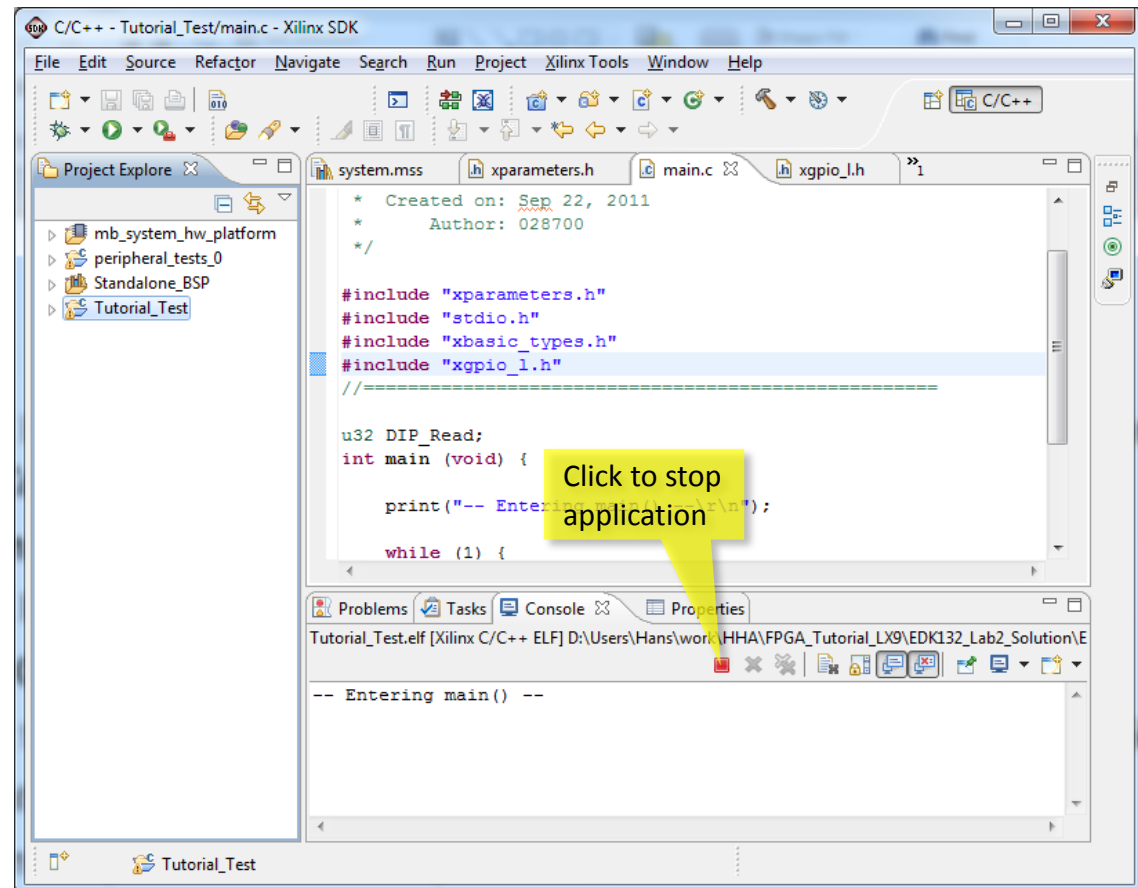 C/C++ - Tutorial_Test/main.c - Xilinx SDK
File Edit Source Refactor Navigate Search Run Project Xilinx Tools Window Help
C/C++
Project Explore
system.mss xparameters.h main.c xgpio_l.h »1
mb_system_hw_platform
peripheral_tests_0
Standalone_BSP
Tutorial_Test
* Created on: Sep 22, 2011
* Author: 028700
*/
#include "xparameters.h"
#include "stdio.h"
#include "xbasic_types.h"
#include "xgpio_l.h"
//====================================================
u32 DIP_Read;
int main (void) {
print("-- Entering main() --\r\n");
while (1) {
Click to stop
application
Problems Tasks Console Properties
Tutorial_Test.elf [Xilinx C/C++ ELF] D:\Users\Hans\work\HHA\FPGA_Tutorial_LX9\EDK132_Lab2_Solution\E
-- Entering main() --
Tutorial_Test